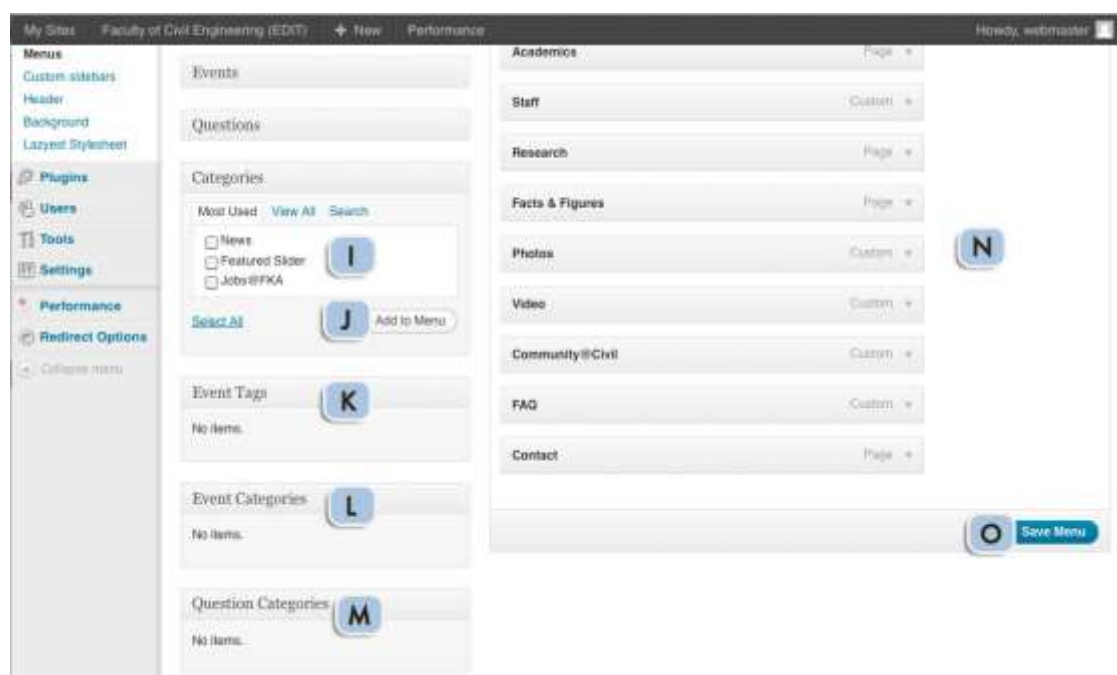 My Sites Faculty of Civil Engineering (EDIT) + New Performance Howdy, webmaster
Menus
Custom sidebars
Header
Background
Lazyest Stylesheet
Plugins
Users
Tools
Settings
Performance
Redirect Options
Collapse menu
Events
Questions
Categories
Most Used View All Search
News
Featured Slider
Jobs@FKA
I
Select All
J
Add to Menu
Event Tags
K
No items.
Event Categories
L
No items.
Question Categories
M
No items.
Academics Page
Staff Custom
Research Page
Facts & Figures Page
Photos Custom
Video Custom
Community@Civil Custom
FAQ Custom
Contact Page
N
O
Save Menu